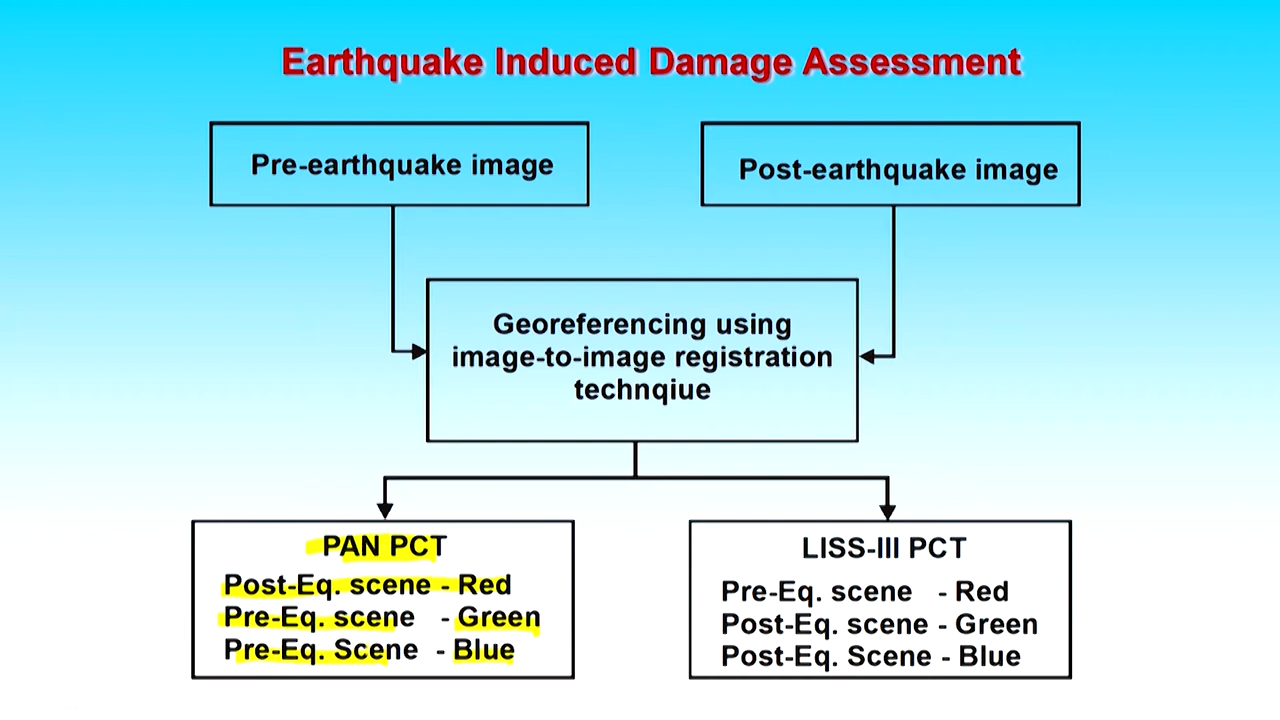 Earthquake Induced Damage Assessment
Pre-earthquake image
Post-earthquake image
Georeferencing using
image-to-image registration
technqiue
PAN PCT
Post-Eq. scene - Red
Pre-Eq. scene - Green
Pre-Eq. Scene - Blue
LISS-III PCT
Pre-Eq. scene - Red
Post-Eq. scene - Green
Post-Eq. Scene - Blue